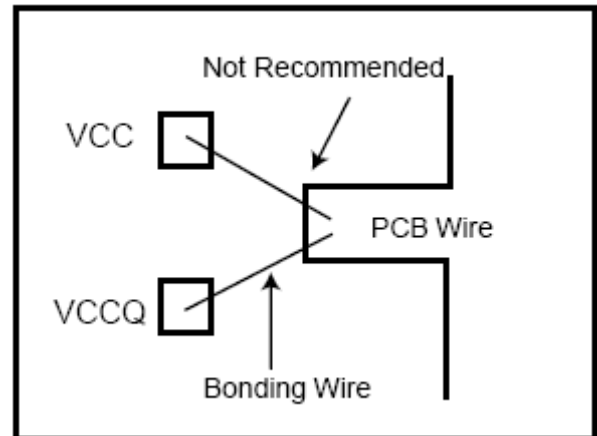 Not Recommended
VCC
PCB Wire
VCCQ
Bonding Wire